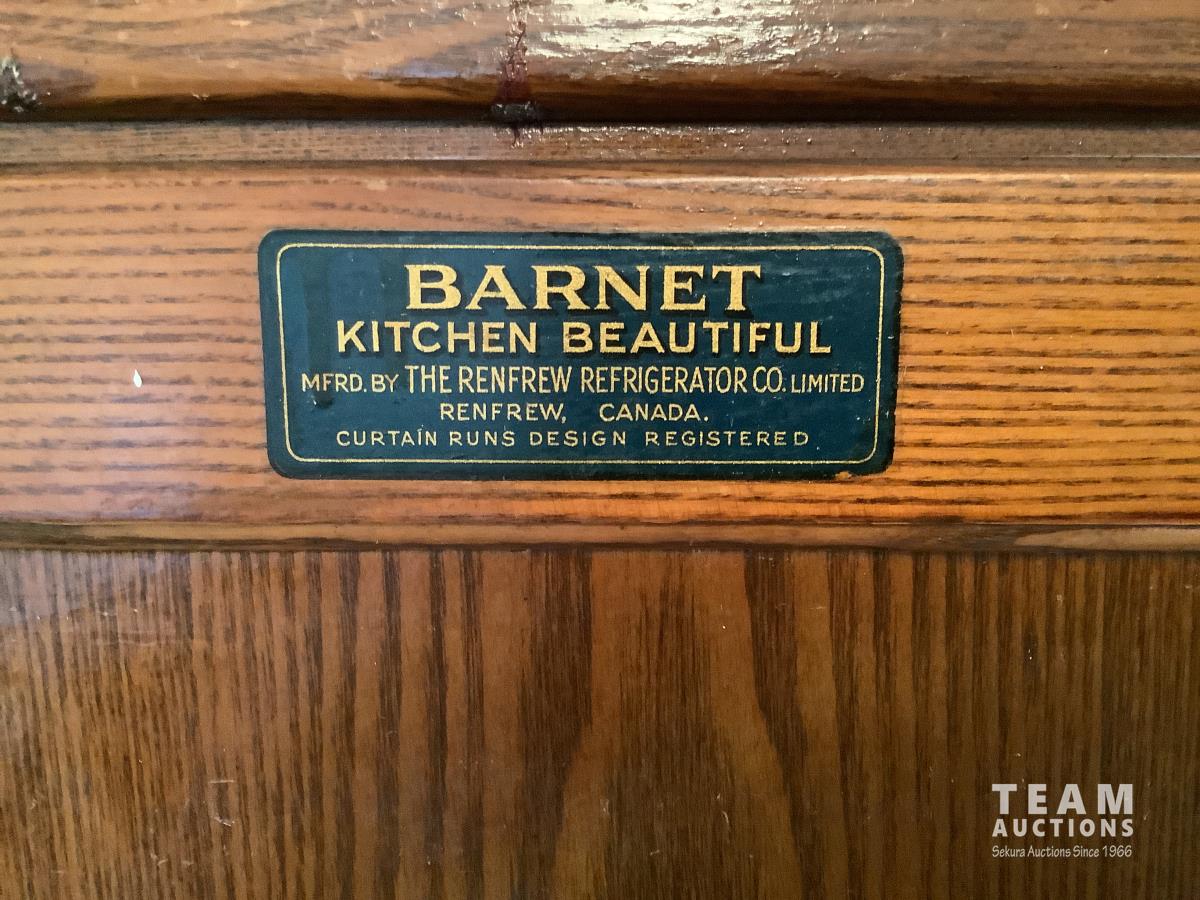 BARNET
KITCHEN BEAUTIFUL
MFRD. BY THE RENFREW REFRIGERATOR CO. LIMITED
RENFREW, CANADA.
CURTAIN RUNS DESIGN REGISTERED
TEAM
AUCTIONS
Sekura Auctions Since 1966